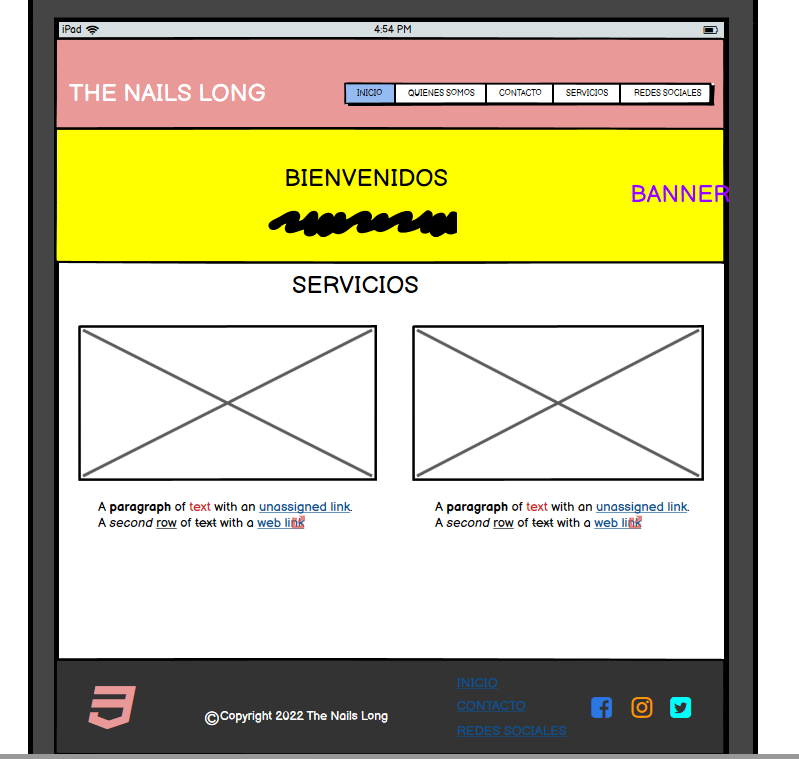 iPad 4:54 PM
THE NAILS LONG
INICIO QUIENES SOMOS CONTACTO SERVICIOS REDES SOCIALES
BIENVENIDOS
BANNER
SERVICIOS
A paragraph of text with an unassigned link.
A second row of text with a web link
A paragraph of text with an unassigned link.
A second row of text with a web link
©Copyright 2022 The Nails Long
INICIO
CONTACTO
REDES SOCIALES